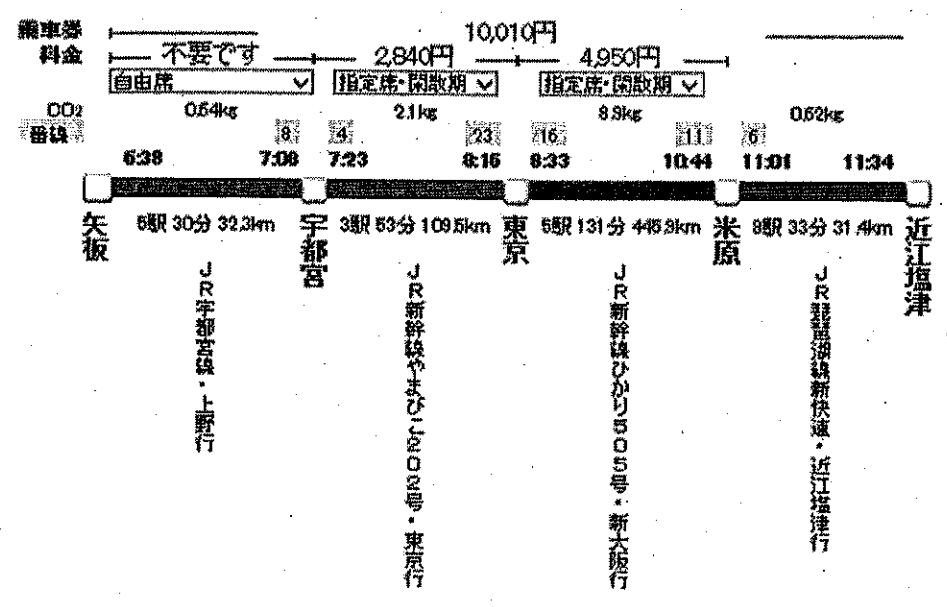 乗車券 10,010円
料金 不要です 2,840円 4,950円
自由席 指定席・閑散期 指定席・閑散期
CO2 0.64kg 2.1kg 8.9kg 0.62kg
番線 8 4 23 16 11 6
6:38 7:08 7:23 8:16 8:33 10:44 11:01 11:34
矢板 宇都宮 東京 米原 近江塩津
6駅 30分 32.3km 3駅 53分 109.5km 5駅 131分 445.9km 8駅 33分 31.4km
JR宇都宮線・上野行
JR新幹線やまびこ202号・東京行
JR新幹線ひかり505号・新大阪行
JR琵琶湖線新快速・近江塩津行